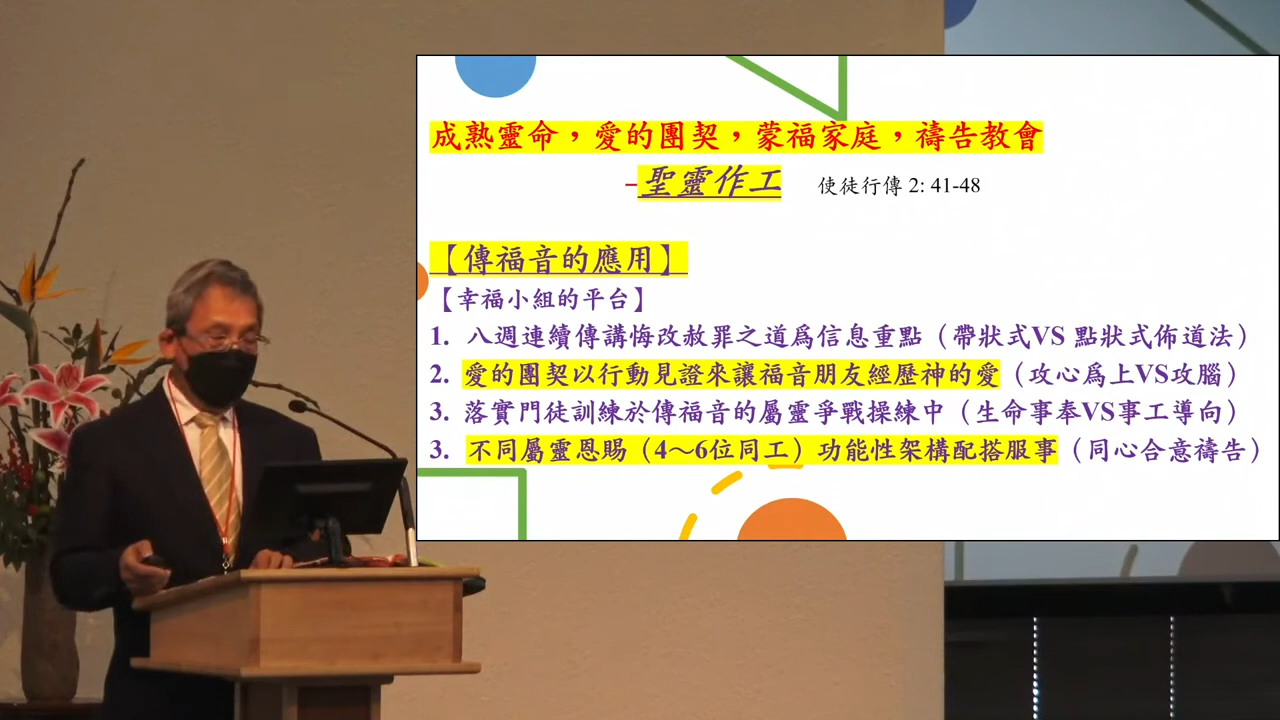 成熟靈命，愛的團契，蒙福家庭，禱告教會
–聖靈作工 使徒行傳 2: 41-48
【傳福音的應用】
【幸福小組的平台】
1. 八週連續傳講悔改赦罪之道爲信息重點（帶狀式VS 點狀式佈道法）
2. 愛的團契以行動見證來讓福音朋友經歷神的愛（攻心爲上VS攻腦）
3. 落實門徒訓練於傳福音的屬靈爭戰操練中（生命事奉VS事工導向）
3. 不同屬靈恩賜（4～6位同工）功能性架構配搭服事（同心合意禱告）